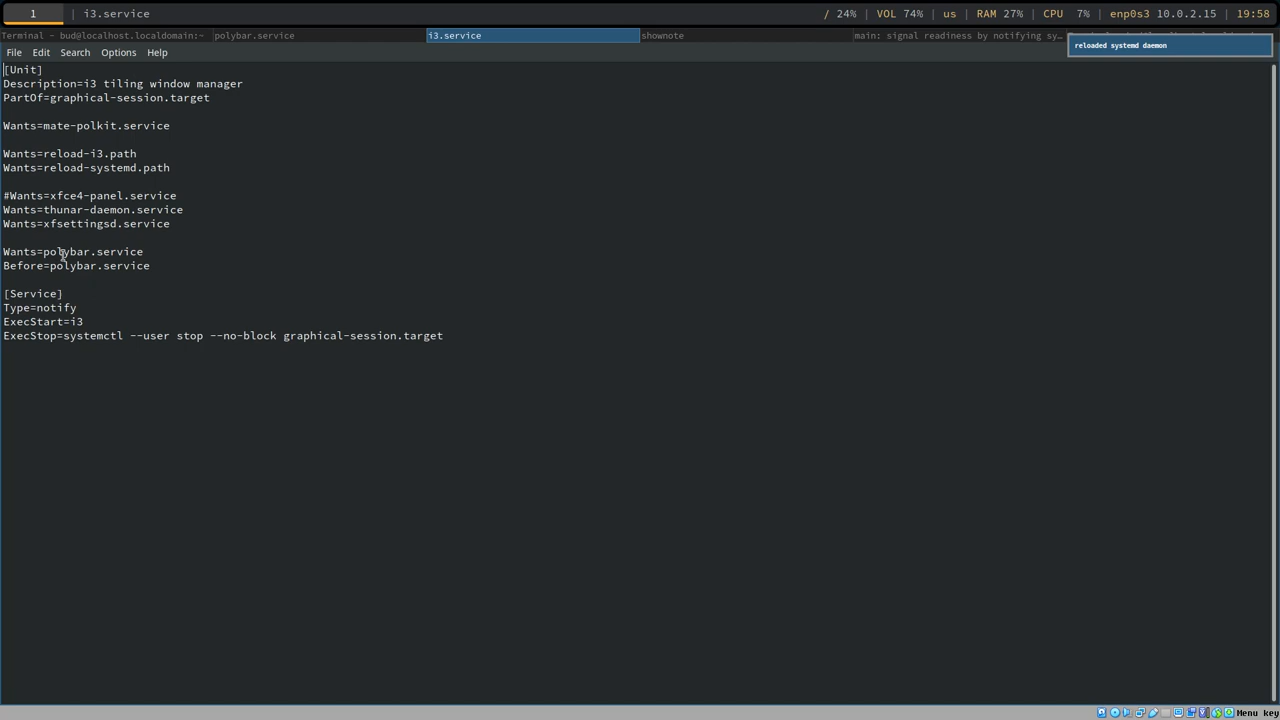 1 | i3.service / 24% | VOL 74% | us | RAM 27% | CPU 7% | enp0s3 10.0.2.15 | 19:58
Terminal - bud@localhost.localdomain:~ polybar.service i3.service shownote main: signal readiness by notifying sy…
reloaded systemd daemon
File Edit Search Options Help
[Unit]
Description=i3 tiling window manager
PartOf=graphical-session.target
Wants=mate-polkit.service
Wants=reload-i3.path
Wants=reload-systemd.path
#Wants=xfce4-panel.service
Wants=thunar-daemon.service
Wants=xfsettingsd.service
Wants=polybar.service
Before=polybar.service
[Service]
Type=notify
ExecStart=i3
ExecStop=systemctl --user stop --no-block graphical-session.target
Menu key